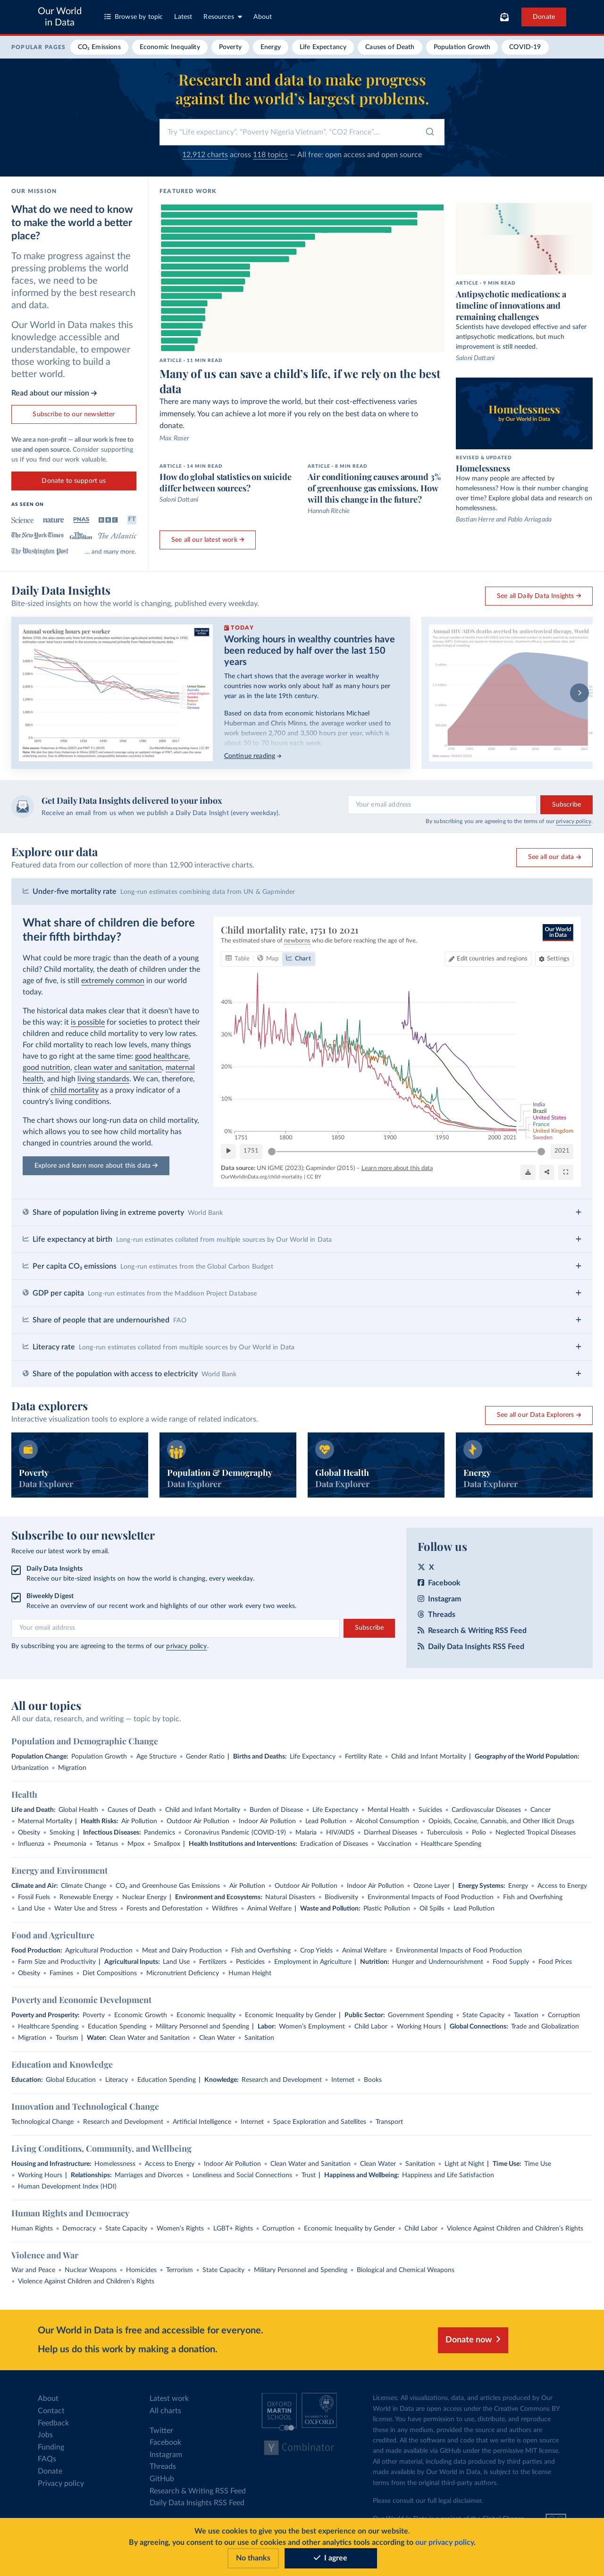 Our World
in Data
Browse by topic
Latest
Resources
About
Donate
POPULAR PAGES
CO₂ Emissions
Economic Inequality
Poverty
Energy
Life Expectancy
Causes of Death
Population Growth
COVID-19
Research and data to make progress
against the world's largest problems.
Try "Life expectancy", "Poverty Nigeria Vietnam", "CO2 France"...
12,912 charts across 118 topics — All free: open access and open source
OUR MISSION
What do we need to know
to make the world a better
place?
To make progress against the
pressing problems the world
faces, we need to be
informed by the best research
and data.
Our World in Data makes this
knowledge accessible and
understandable, to empower
those working to build a
better world.
Read about our mission →
Subscribe to our newsletter
We are a non-profit — all our work is free to
use and open source. Consider supporting
us if you find our work valuable.
Donate to support us
AS SEEN ON
Science
nature
PNAS
BBC
FT
The New York Times
The Guardian
The Atlantic
The Washington Post
... and many more.
FEATURED WORK
ARTICLE • 11 MIN READ
Many of us can save a child's life, if we rely on the best
data
There are many ways to improve the world, but their cost-effectiveness varies
immensely. You can achieve a lot more if you rely on the best data on where to
donate.
Max Roser
ARTICLE • 14 MIN READ
How do global statistics on suicide
differ between sources?
Saloni Dattani
ARTICLE • 8 MIN READ
Air conditioning causes around 3%
of greenhouse gas emissions. How
will this change in the future?
Hannah Ritchie
See all our latest work →
ARTICLE • 9 MIN READ
Antipsychotic medications: a
timeline of innovations and
remaining challenges
Scientists have developed effective and safer
antipsychotic medications, but much
improvement is still needed.
Saloni Dattani
Homelessness
by Our World in Data
REVISED & UPDATED
Homelessness
How many people are affected by
homelessness? How is their number changing
over time? Explore global data and research on
homelessness.
Bastian Herre and Pablo Arriagada
Daily Data Insights
Bite-sized insights on how the world is changing, published every weekday.
See all Daily Data Insights →
Annual working hours per worker
TODAY
Working hours in wealthy countries have
been reduced by half over the last 150
years
The chart shows that the average worker in wealthy
countries now works only about half as many hours per
year as in the late 19th century.
Based on data from economic historians Michael
Huberman and Chris Minns, the average worker used to
work between 2,700 and 3,500 hours per year, which is
about 50 to 70 hours each week.
Continue reading →
Annual HIV/AIDS deaths averted by antiretroviral therapy, World
Get Daily Data Insights delivered to your inbox
Receive an email from us when we publish a Daily Data Insight (every weekday).
Your email address
Subscribe
By subscribing you are agreeing to the terms of our privacy policy.
Explore our data
Featured data from our collection of more than 12,900 interactive charts.
See all our data →
Under-five mortality rate Long-run estimates combining data from UN & Gapminder
What share of children die before
their fifth birthday?
What could be more tragic than the death of a young
child? Child mortality, the death of children under the
age of five, is still extremely common in our world
today.
The historical data makes clear that it doesn't have to
be this way: it is possible for societies to protect their
children and reduce child mortality to very low rates.
For child mortality to reach low levels, many things
have to go right at the same time: good healthcare,
good nutrition, clean water and sanitation, maternal
health, and high living standards. We can, therefore,
think of child mortality as a proxy indicator of a
country's living conditions.
The chart shows our long-run data on child mortality,
which allows you to see how child mortality has
changed in countries around the world.
Explore and learn more about this data →
Child mortality rate, 1751 to 2021
The estimated share of newborns who die before reaching the age of five.
Our World
in Data
Table
Map
Chart
Edit countries and regions
Settings
40%
30%
20%
10%
0%
1751
1800
1850
1900
1950
2000 2021
India
Brazil
United States
France
United Kingdom
Sweden
1751
2021
Data source: UN IGME (2023); Gapminder (2015) – Learn more about this data
OurWorldInData.org/child-mortality | CC BY
Share of population living in extreme poverty World Bank +
Life expectancy at birth Long-run estimates collated from multiple sources by Our World in Data +
Per capita CO₂ emissions Long-run estimates from the Global Carbon Budget +
GDP per capita Long-run estimates from the Maddison Project Database +
Share of people that are undernourished FAO +
Literacy rate Long-run estimates collated from multiple sources by Our World in Data +
Share of the population with access to electricity World Bank +
Data explorers
Interactive visualization tools to explore a wide range of related indicators.
See all our Data Explorers →
Poverty
Data Explorer
Population & Demography
Data Explorer
Global Health
Data Explorer
Energy
Data Explorer
Subscribe to our newsletter
Receive our latest work by email.
Daily Data Insights
Receive our bite-sized insights on how the world is changing, every weekday.
Biweekly Digest
Receive an overview of our recent work and highlights of our other work every two weeks.
Your email address
Subscribe
By subscribing you are agreeing to the terms of our privacy policy.
Follow us
X
Facebook
Instagram
Threads
Research & Writing RSS Feed
Daily Data Insights RSS Feed
All our topics
All our data, research, and writing — topic by topic.
Population and Demographic Change
Population Change: Population Growth • Age Structure • Gender Ratio | Births and Deaths: Life Expectancy • Fertility Rate • Child and Infant Mortality | Geography of the World Population:
Urbanization • Migration
Health
Life and Death: Global Health • Causes of Death • Child and Infant Mortality • Burden of Disease • Life Expectancy • Mental Health • Suicides • Cardiovascular Diseases • Cancer
• Maternal Mortality | Health Risks: Air Pollution • Outdoor Air Pollution • Indoor Air Pollution • Lead Pollution • Alcohol Consumption • Opioids, Cocaine, Cannabis, and Other Illicit Drugs
• Obesity • Smoking | Infectious Diseases: Pandemics • Coronavirus Pandemic (COVID-19) • Malaria • HIV/AIDS • Diarrheal Diseases • Tuberculosis • Polio • Neglected Tropical Diseases
• Influenza • Pneumonia • Tetanus • Mpox • Smallpox | Health Institutions and Interventions: Eradication of Diseases • Vaccination • Healthcare Spending
Energy and Environment
Climate and Air: Climate Change • CO₂ and Greenhouse Gas Emissions • Air Pollution • Outdoor Air Pollution • Indoor Air Pollution • Ozone Layer | Energy Systems: Energy • Access to Energy
• Fossil Fuels • Renewable Energy • Nuclear Energy | Environment and Ecosystems: Natural Disasters • Biodiversity • Environmental Impacts of Food Production • Fish and Overfishing
• Land Use • Water Use and Stress • Forests and Deforestation • Wildfires • Animal Welfare | Waste and Pollution: Plastic Pollution • Oil Spills • Lead Pollution
Food and Agriculture
Food Production: Agricultural Production • Meat and Dairy Production • Fish and Overfishing • Crop Yields • Animal Welfare • Environmental Impacts of Food Production
• Farm Size and Productivity | Agricultural Inputs: Land Use • Fertilizers • Pesticides • Employment in Agriculture | Nutrition: Hunger and Undernourishment • Food Supply • Food Prices
• Obesity • Famines • Diet Compositions • Micronutrient Deficiency • Human Height
Poverty and Economic Development
Poverty and Prosperity: Poverty • Economic Growth • Economic Inequality • Economic Inequality by Gender | Public Sector: Government Spending • State Capacity • Taxation • Corruption
• Healthcare Spending • Education Spending • Military Personnel and Spending | Labor: Women's Employment • Child Labor • Working Hours | Global Connections: Trade and Globalization
• Migration • Tourism | Water: Clean Water and Sanitation • Clean Water • Sanitation
Education and Knowledge
Education: Global Education • Literacy • Education Spending | Knowledge: Research and Development • Internet • Books
Innovation and Technological Change
Technological Change • Research and Development • Artificial Intelligence • Internet • Space Exploration and Satellites • Transport
Living Conditions, Community, and Wellbeing
Housing and Infrastructure: Homelessness • Access to Energy • Indoor Air Pollution • Clean Water and Sanitation • Clean Water • Sanitation • Light at Night | Time Use: Time Use
• Working Hours | Relationships: Marriages and Divorces • Loneliness and Social Connections • Trust | Happiness and Wellbeing: Happiness and Life Satisfaction
• Human Development Index (HDI)
Human Rights and Democracy
Human Rights • Democracy • State Capacity • Women's Rights • LGBT+ Rights • Corruption • Economic Inequality by Gender • Child Labor • Violence Against Children and Children's Rights
Violence and War
War and Peace • Nuclear Weapons • Homicides • Terrorism • State Capacity • Military Personnel and Spending • Biological and Chemical Weapons
• Violence Against Children and Children's Rights
Our World in Data is free and accessible for everyone.
Help us do this work by making a donation.
Donate now
About
Contact
Feedback
Jobs
Funding
FAQs
Donate
Privacy policy
Latest work
All charts
Twitter
Facebook
Instagram
Threads
GitHub
Research & Writing RSS Feed
Daily Data Insights RSS Feed
OXFORD
MARTIN
SCHOOL
UNIVERSITY OF
OXFORD
Y Combinator
Licenses: All visualizations, data, and articles produced by Our
World in Data are open access under the Creative Commons BY
license. You have permission to use, distribute, and reproduce
these in any medium, provided the source and authors are
credited. All the software and code that we write is open source
and made available via GitHub under the permissive MIT license.
All other material, including data produced by third parties and
made available by Our World in Data, is subject to the license
terms from the original third-party authors.
Please consult our full legal disclaimer.
We use cookies to give you the best experience on our website.
By agreeing, you consent to our use of cookies and other analytics tools according to our privacy policy.
No thanks
I agree